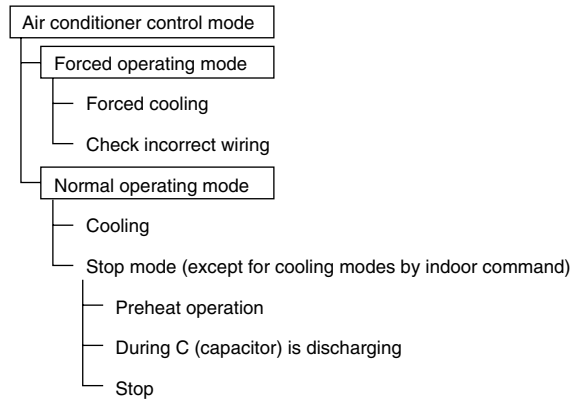 Air conditioner control mode
Forced operating mode
Forced cooling
Check incorrect wiring
Normal operating mode
Cooling
Stop mode (except for cooling modes by indoor command)
Preheat operation
During C (capacitor) is discharging
Stop